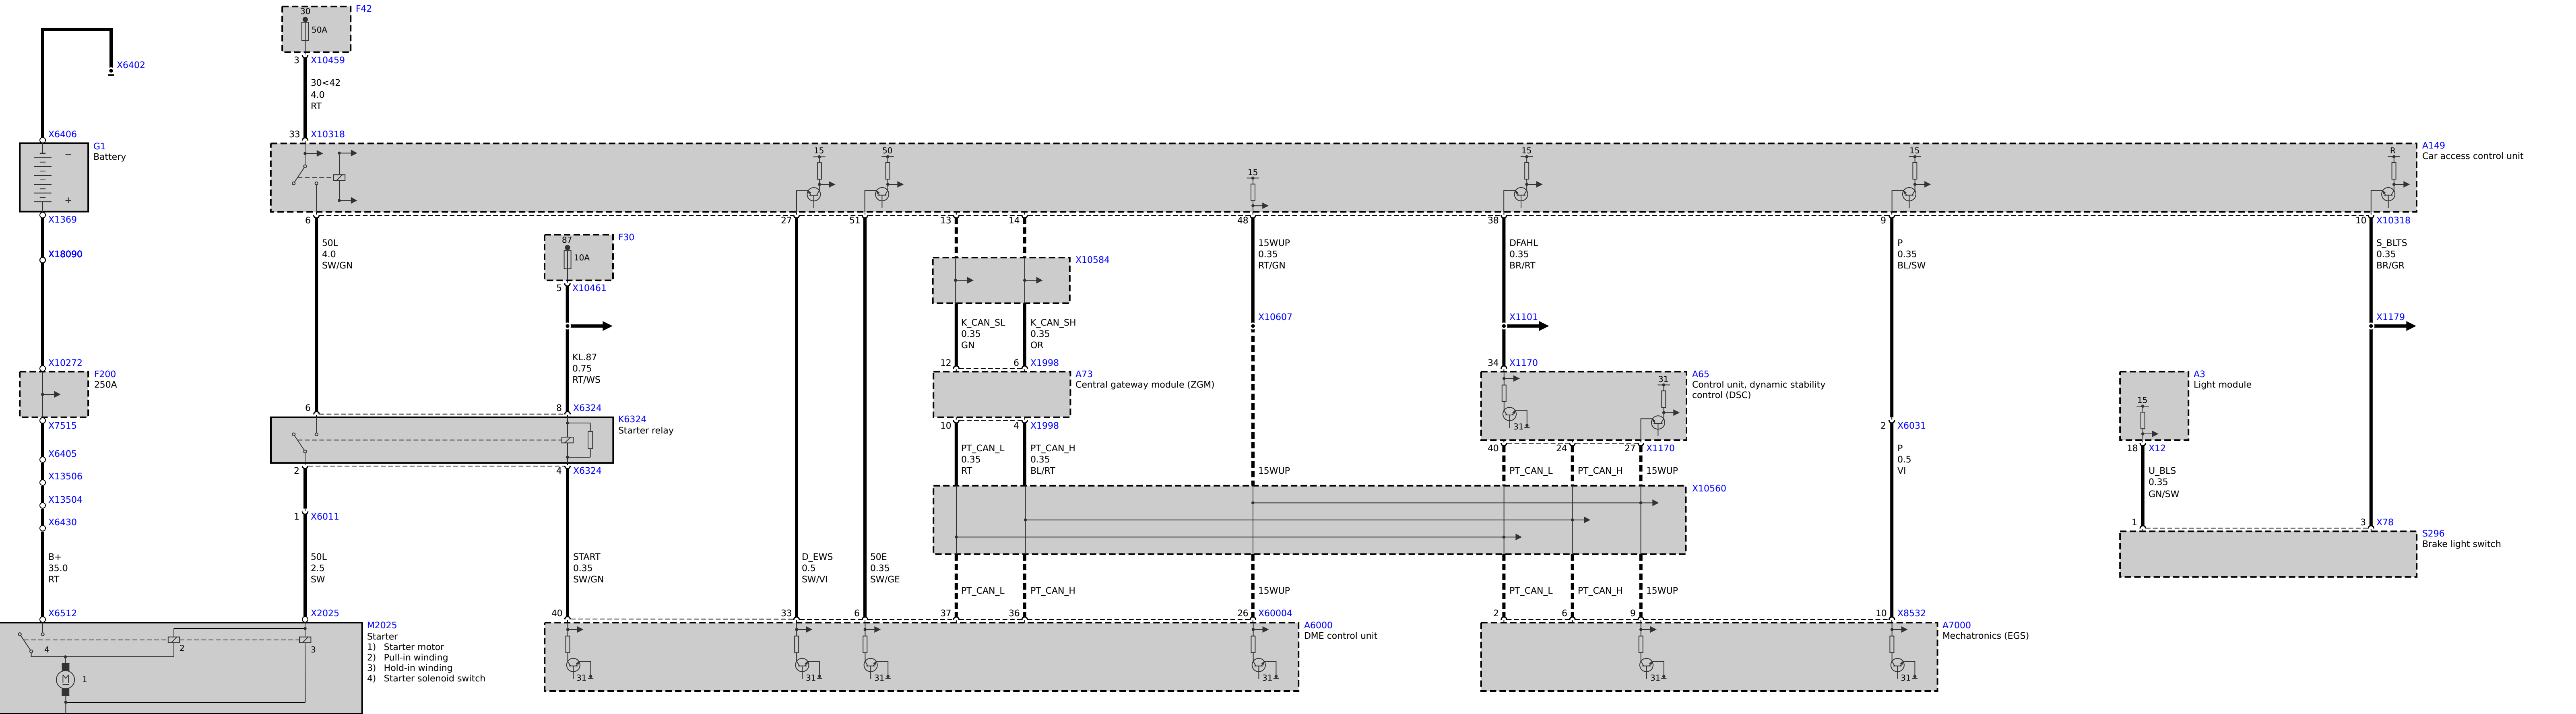 30
F42
50A
3 X10459
30<42
4.0
RT
X6402
X6406
33 X10318
G1
Battery
−
+
15
50
15
15
15
R
A149
Car access control unit
X1369
6
27
51
13
14
48
38
9
10 X10318
X18090
50L
4.0
SW/GN
87
F30
10A
5 X10461
X10584
15WUP
0.35
RT/GN
DFAHL
0.35
BR/RT
P
0.35
BL/SW
S_BLTS
0.35
BR/GR
K_CAN_SL
0.35
GN
K_CAN_SH
0.35
OR
X10607
X1101
X1179
KL.87
0.75
RT/WS
X10272
12
6 X1998
34 X1170
F200
250A
A73
Central gateway module (ZGM)
31
31
A65
Control unit, dynamic stability
control (DSC)
15
A3
Light module
6
8 X6324
K6324
Starter relay
X7515
10
4 X1998
2 X6031
X6405
X13506
X13504
X6430
2
4 X6324
PT_CAN_L
0.35
RT
PT_CAN_H
0.35
BL/RT
15WUP
40
24
27 X1170
PT_CAN_L
PT_CAN_H
15WUP
P
0.5
VI
18 X12
U_BLS
0.35
GN/SW
X10560
1 X6011
1
3 X78
S296
Brake light switch
B+
35.0
RT
50L
2.5
SW
START
0.35
SW/GN
D_EWS
0.5
SW/VI
50E
0.35
SW/GE
PT_CAN_L
PT_CAN_H
15WUP
PT_CAN_L
PT_CAN_H
15WUP
X6512
X2025
40
33
6
37
36
26 X60004
2
6
9
10 X8532
M2025
Starter
1) Starter motor
2) Pull-in winding
3) Hold-in winding
4) Starter solenoid switch
4
2
3
M
1
31
31
31
31
A6000
DME control unit
31
31
A7000
Mechatronics (EGS)